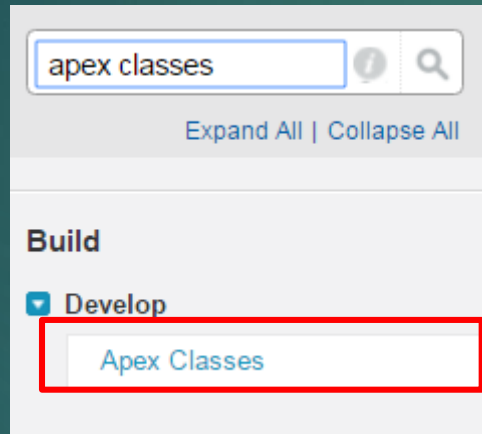 apex classes
Expand All | Collapse All
Build
Develop
Apex Classes